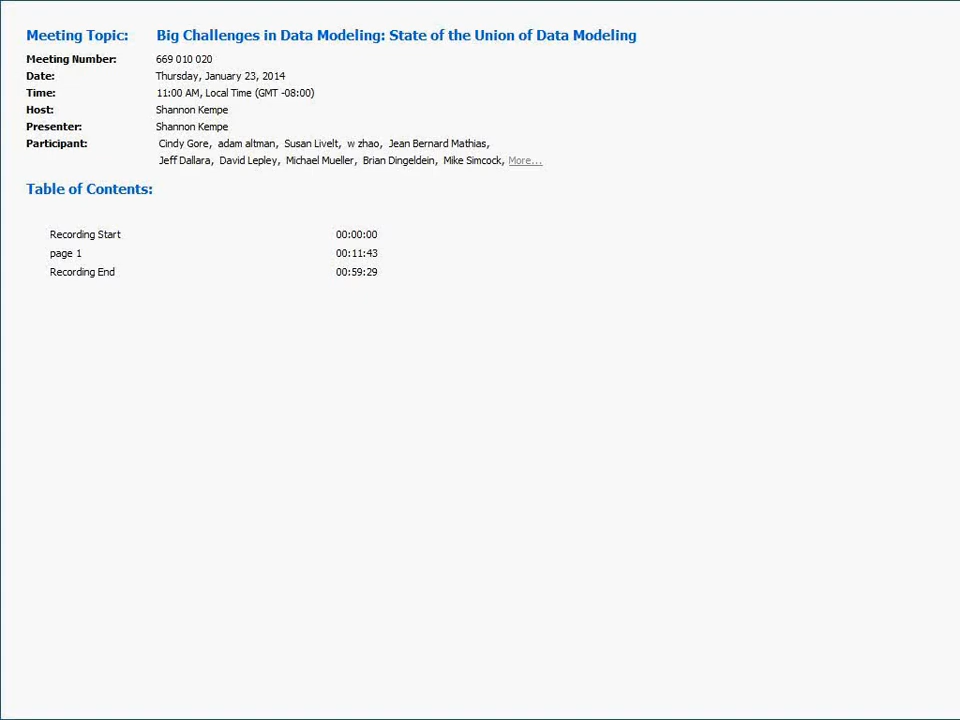 Meeting Topic: Big Challenges in Data Modeling: State of the Union of Data Modeling
Meeting Number: 669 010 020
Date: Thursday, January 23, 2014
Time: 11:00 AM, Local Time (GMT -08:00)
Host: Shannon Kempe
Presenter: Shannon Kempe
Participant: Cindy Gore, adam altman, Susan Livelt, w zhao, Jean Bernard Mathias,
Jeff Dallara, David Lepley, Michael Mueller, Brian Dingeldein, Mike Simcock, More...
Table of Contents:
Recording Start 00:00:00
page 1 00:11:43
Recording End 00:59:29